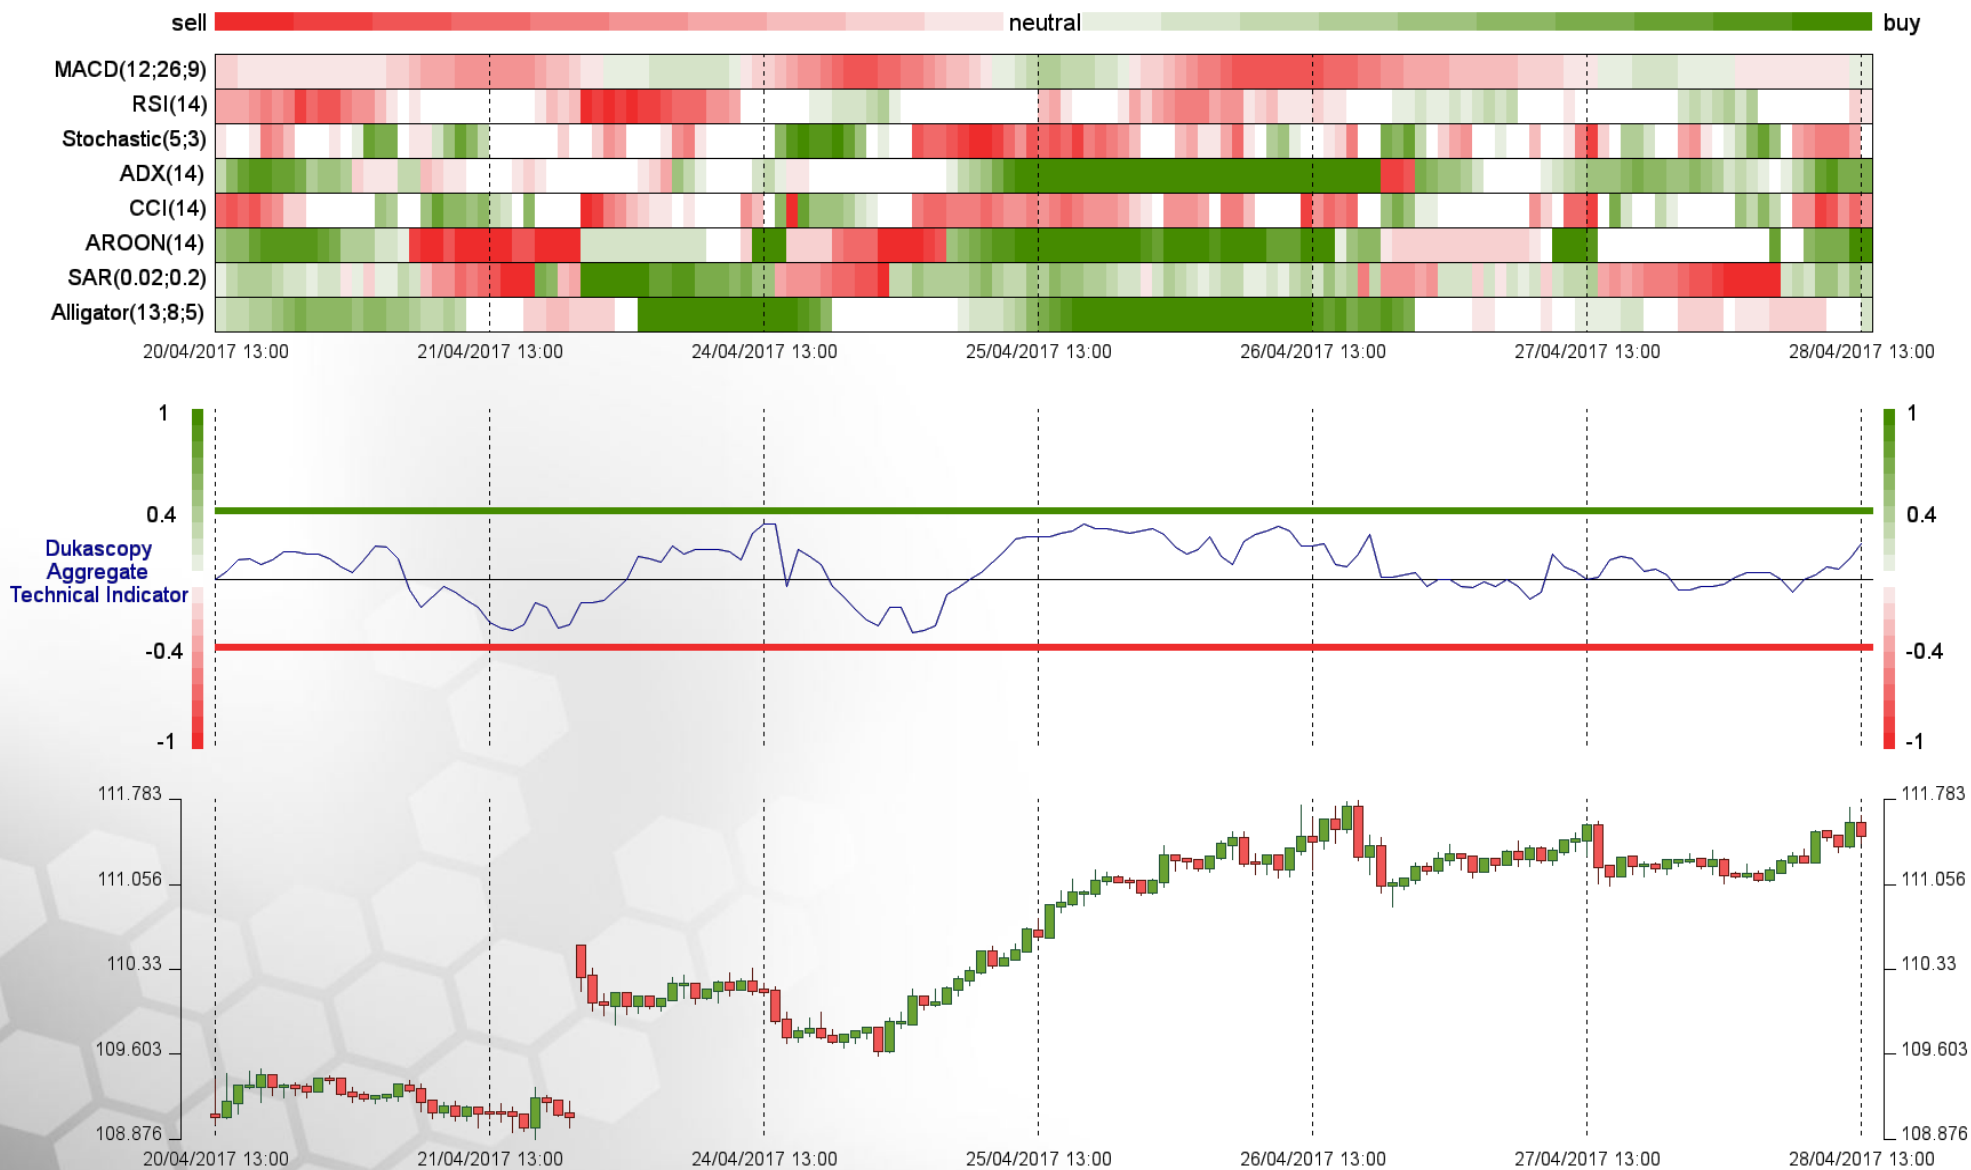 sell neutral buy
MACD(12;26;9)
RSI(14)
Stochastic(5;3)
ADX(14)
CCI(14)
AROON(14)
SAR(0.02;0.2)
Alligator(13;8;5)
20/04/2017 13:00 21/04/2017 13:00 24/04/2017 13:00 25/04/2017 13:00 26/04/2017 13:00 27/04/2017 13:00 28/04/2017 13:00
1 1
0.4 0.4
Dukascopy
Aggregate
Technical Indicator
-0.4 -0.4
-1 -1
111.783 111.783
111.056 111.056
110.33 110.33
109.603 109.603
108.876 108.876
20/04/2017 13:00 21/04/2017 13:00 24/04/2017 13:00 25/04/2017 13:00 26/04/2017 13:00 27/04/2017 13:00 28/04/2017 13:00